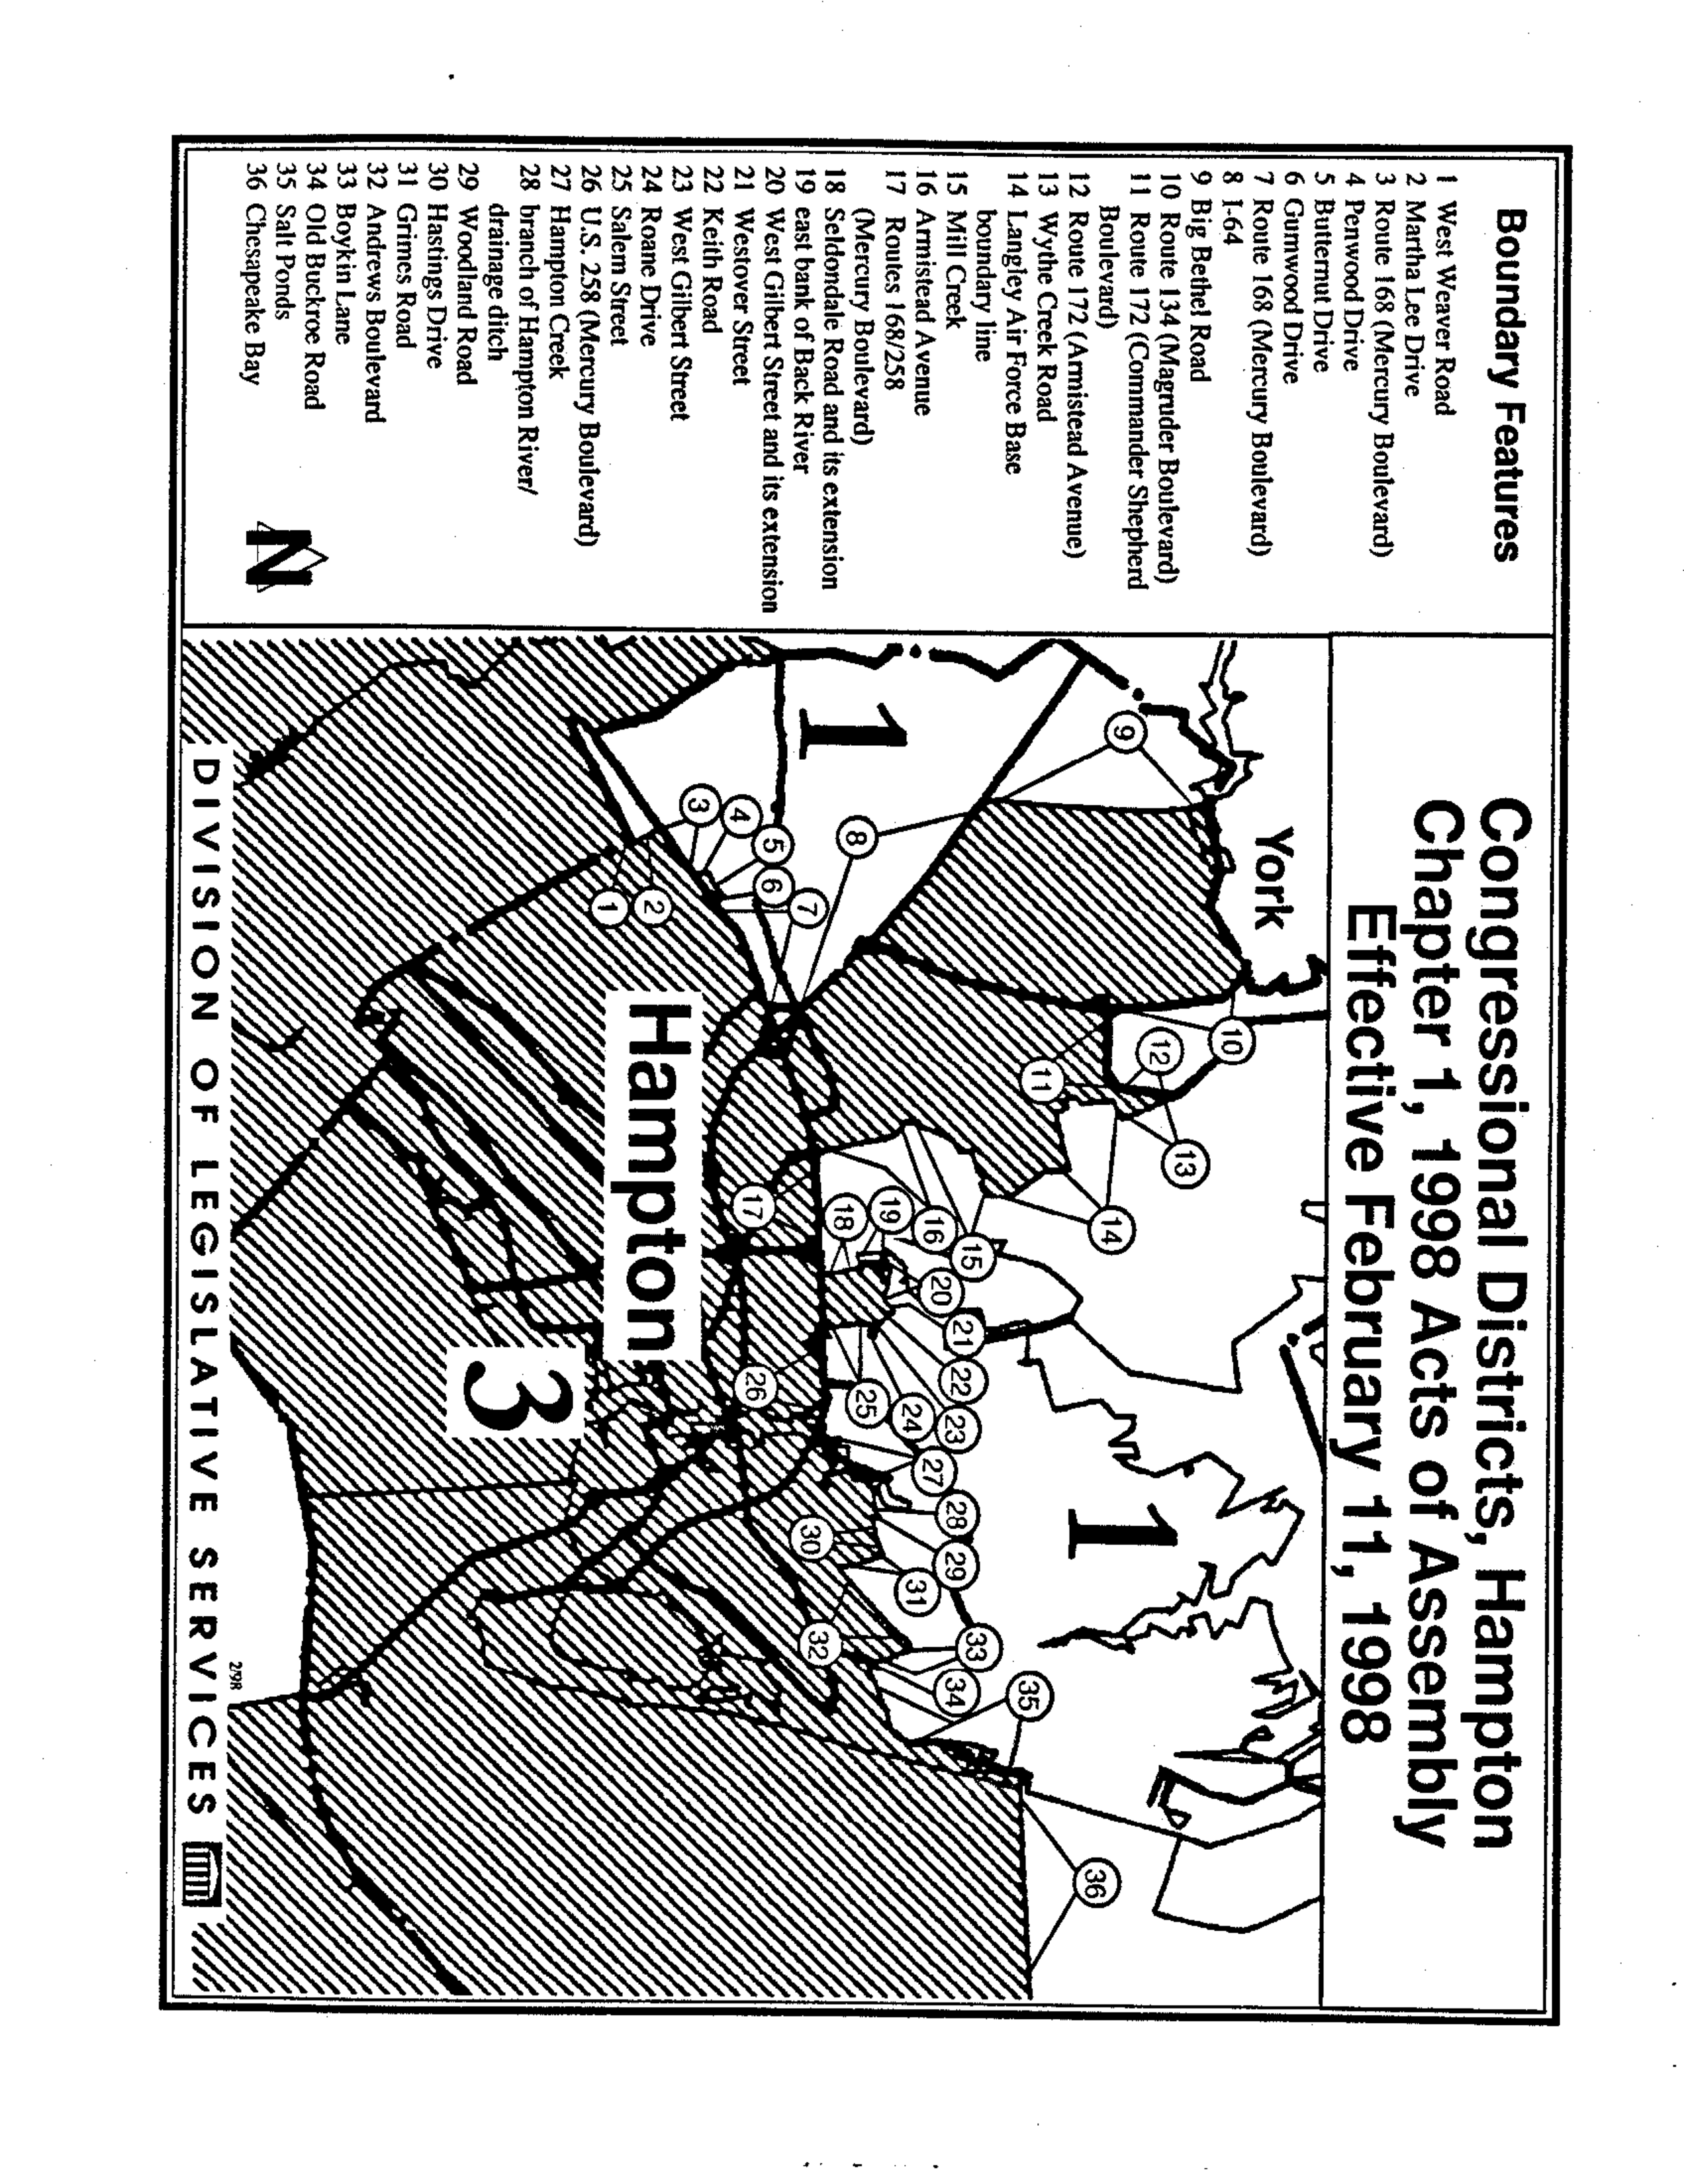 Congressional Districts, Hampton
Chapter 1, 1998 Acts of Assembly
Effective February 11, 1998
Boundary Features
1 West Weaver Road
2 Martha Lee Drive
3 Route 168 (Mercury Boulevard)
4 Penwood Drive
5 Butternut Drive
6 Gumwood Drive
7 Route 168 (Mercury Boulevard)
8 I-64
9 Big Bethel Road
10 Route 134 (Magruder Boulevard)
11 Route 172 (Commander Shepherd
Boulevard)
12 Route 172 (Armistead Avenue)
13 Wythe Creek Road
14 Langley Air Force Base
boundary line
15 Mill Creek
16 Armistead Avenue
17 Routes 168/258
(Mercury Boulevard)
18 Seldondale Road and its extension
19 east bank of Back River
20 West Gilbert Street and its extension
21 Westover Street
22 Keith Road
23 West Gilbert Street
24 Roane Drive
25 Salem Street
26 U.S. 258 (Mercury Boulevard)
27 Hampton Creek
28 branch of Hampton River/
drainage ditch
29 Woodland Road
30 Hastings Drive
31 Grimes Road
32 Andrews Boulevard
33 Boykin Lane
34 Old Buckroe Road
35 Salt Ponds
36 Chesapeake Bay
N
York
9
10
12
13
11
14
1
8
3
4
5
6
7
1
2
17
18
19
16
15
20
21
22
23
24
25
26
27
28
29
30
31
32
33
34
35
36
1
Hampton
3
2/98
DIVISION OF LEGISLATIVE SERVICES